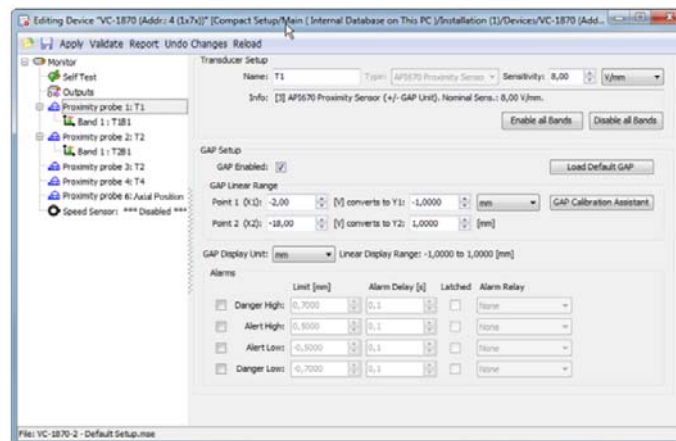 Editing Device "VC-1870 (Addr.: 4 (1x7x))" [Compact Setup/Main ( Internal Database on This PC )/Installation (1)/Devices/VC-1870 (Add...
Apply Validate Report Undo Changes Reload
Monitor
Self Test
Outputs
Proximity probe 1: T1
Band 1 : T1B1
Proximity probe 2: T2
Band 1 : T2B1
Proximity probe 3: T2
Proximity probe 4: T4
Proximity probe 6: Axial Position
Speed Sensor: *** Disabled ***
Transducer Setup
Name: T1 Type: API670 Proximity Sensor Sensitivity: 8,00 V/mm
Info: [3] API670 Proximity Sensor (+/-GAP Unit). Nominal Sens.: 8,00 V/mm.
Enable all Bands Disable all Bands
GAP Setup
GAP Enabled: Load Default GAP
GAP Linear Range
Point 1 (X1): -2,00 [V] converts to Y1: -1,0000 mm GAP Calibration Assistant
Point 2 (X2): -18,00 [V] converts to Y2: 1,0000 [mm]
GAP Display Unit: mm Linear Display Range: -1,0000 to 1,0000 [mm]
Alarms
Limit [mm] Alarm Delay [s] Latched Alarm Relay
Danger High: 0,7000 0,1 None
Alert High: 0,5000 0,1 None
Alert Low: -0,5000 0,1 None
Danger Low: -0,7000 0,1 None
File: VC-1870-2 - Default Setup.mse